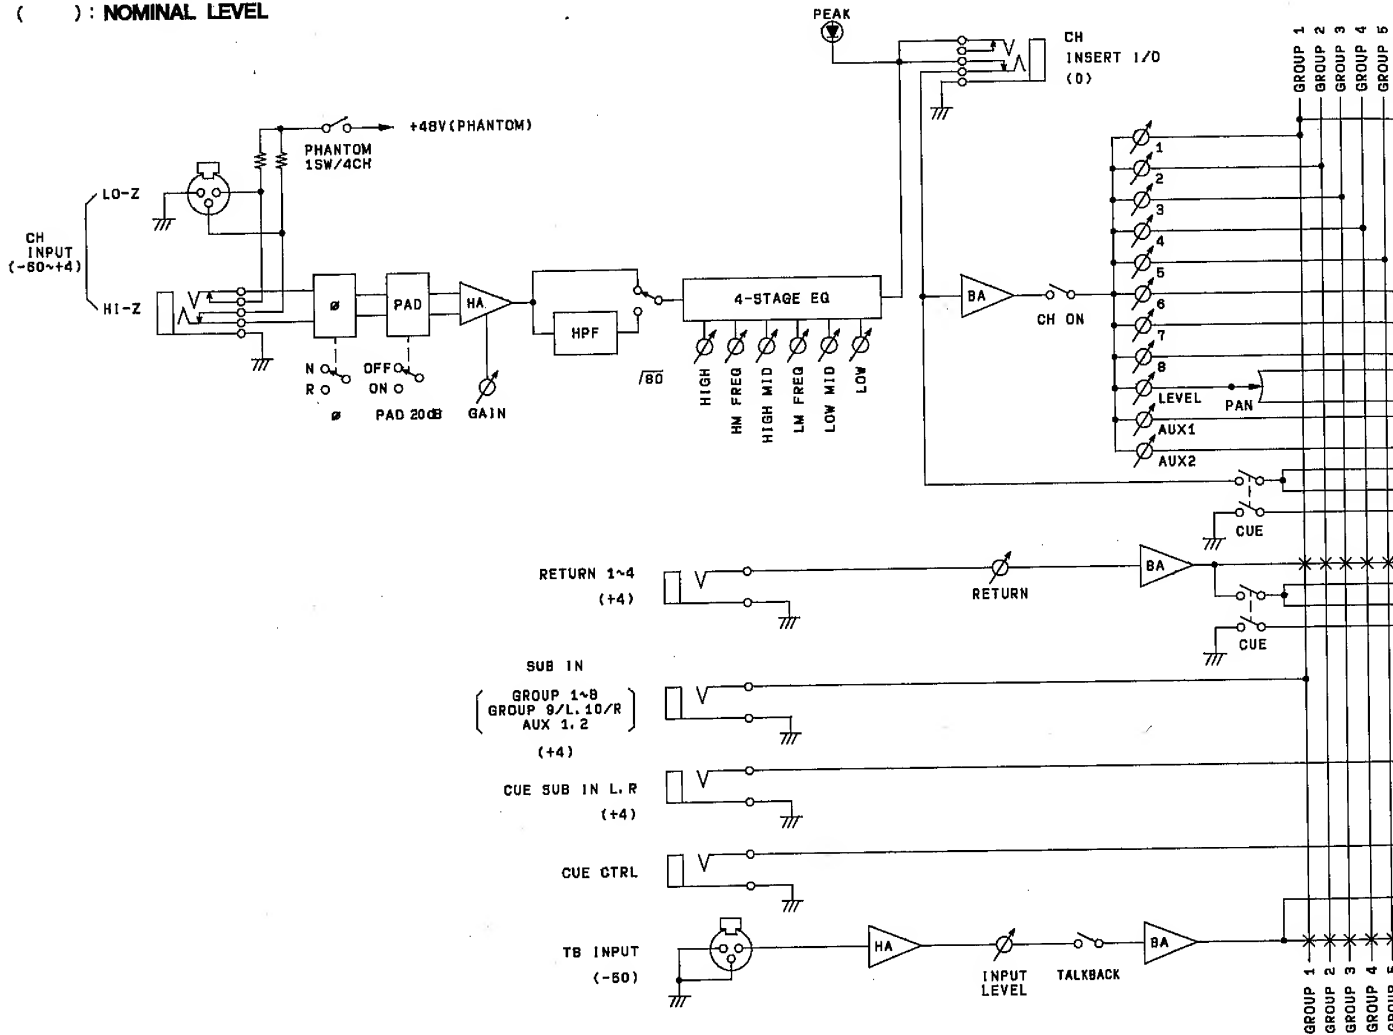 ( ): NOMINAL LEVEL
PEAK
CH
INSERT I/O
(0)
GROUP 1
GROUP 2
GROUP 3
GROUP 4
GROUP 5
+48V(PHANTOM)
PHANTOM
1SW/4CH
LO-Z
CH
INPUT
(-60~+4)
HI-Z
Ø
PAD
HA
HPF
4-STAGE EQ
BA
CH ON
1
2
3
4
5
6
7
8
LEVEL
PAN
AUX1
AUX2
N
R
Ø
OFF
ON
PAD 20dB
GAIN
/80
HIGH
HM FREQ
HIGH MID
LM FREQ
LOW MID
LOW
CUE
RETURN 1~4
(+4)
RETURN
BA
CUE
SUB IN
GROUP 1~8
GROUP 9/L, 10/R
AUX 1, 2
(+4)
CUE SUB IN L, R
(+4)
CUE CTRL
TB INPUT
(-50)
HA
INPUT
LEVEL
TALKBACK
BA
GROUP 1
GROUP 2
GROUP 3
GROUP 4
GROUP 5